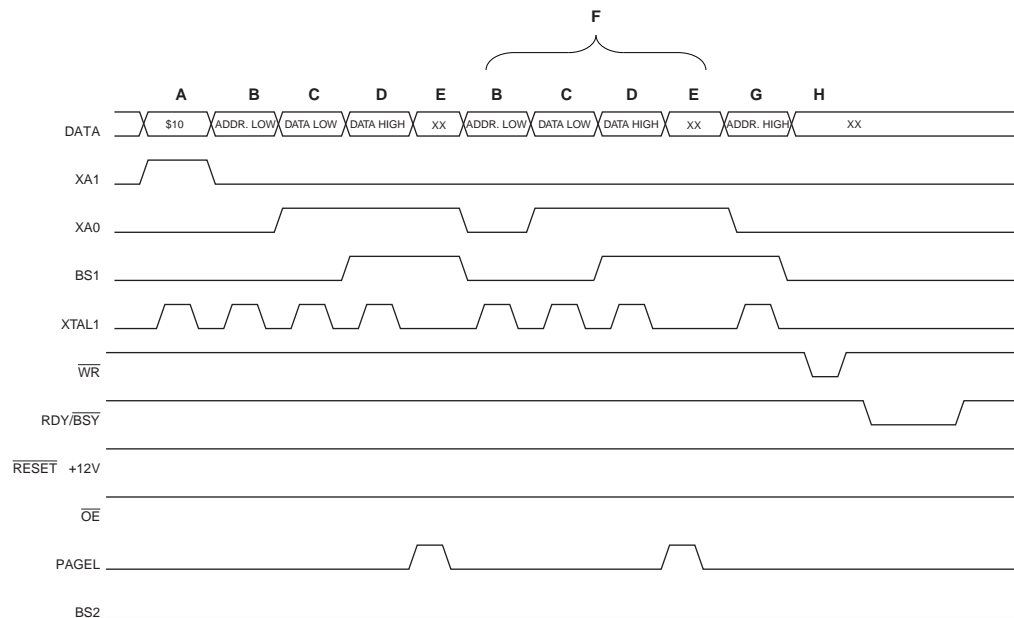 F
A B C D E B C D E G H
DATA $10 ADDR. LOW DATA LOW DATA HIGH XX ADDR. LOW DATA LOW DATA HIGH XX ADDR. HIGH XX
XA1
XA0
BS1
XTAL1
WR
RDY/BSY
RESET +12V
OE
PAGEL
BS2